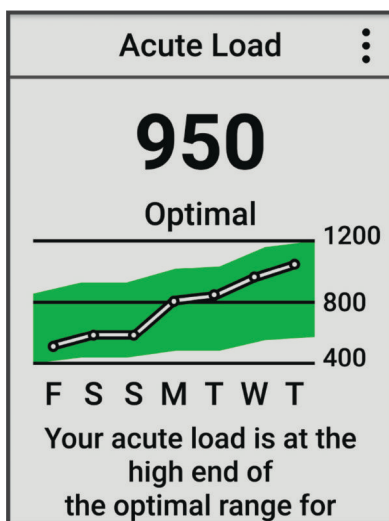 Acute Load
950
Optimal
1200
800
400
F S S M T W T
Your acute load is at the
high end of
the optimal range for